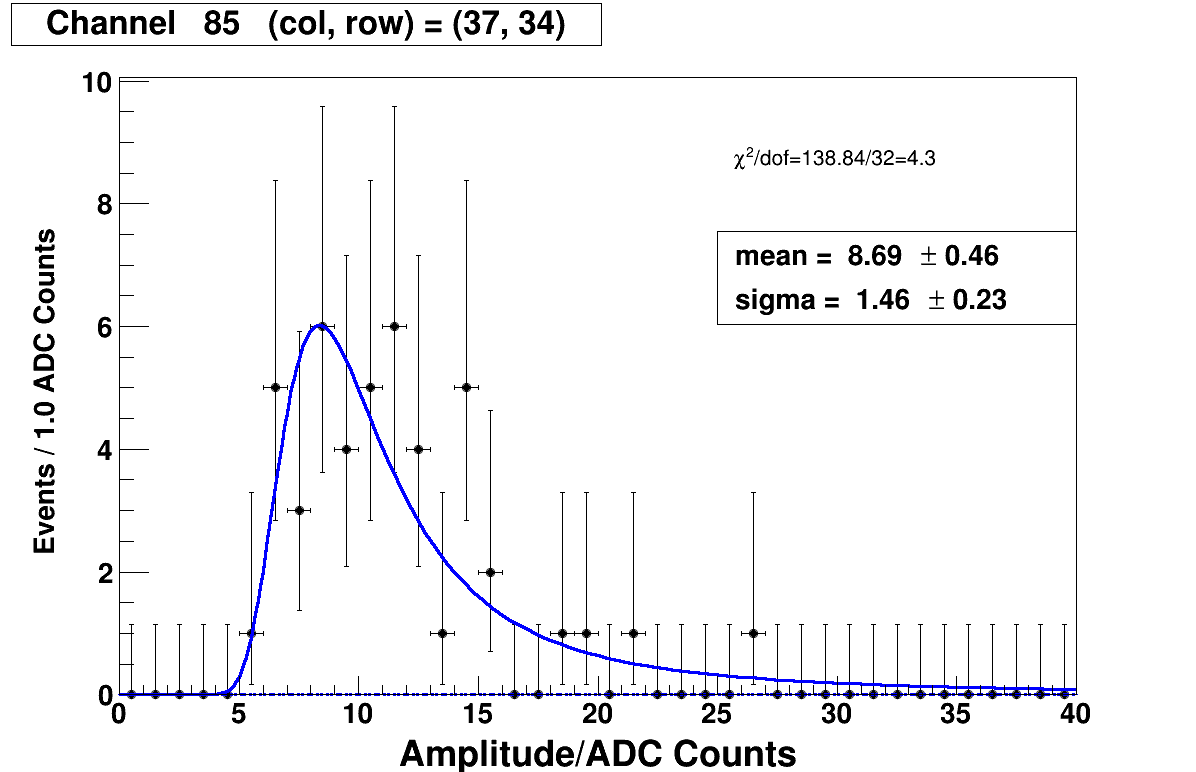 Channel 85 (col, row) = (37, 34)
10
8
6
4
2
0
Events / 1.0 ADC Counts
χ²/dof=138.84/32=4.3
mean = 8.69 ± 0.46
sigma = 1.46 ± 0.23
0 5 10 15 20 25 30 35 40
Amplitude/ADC Counts